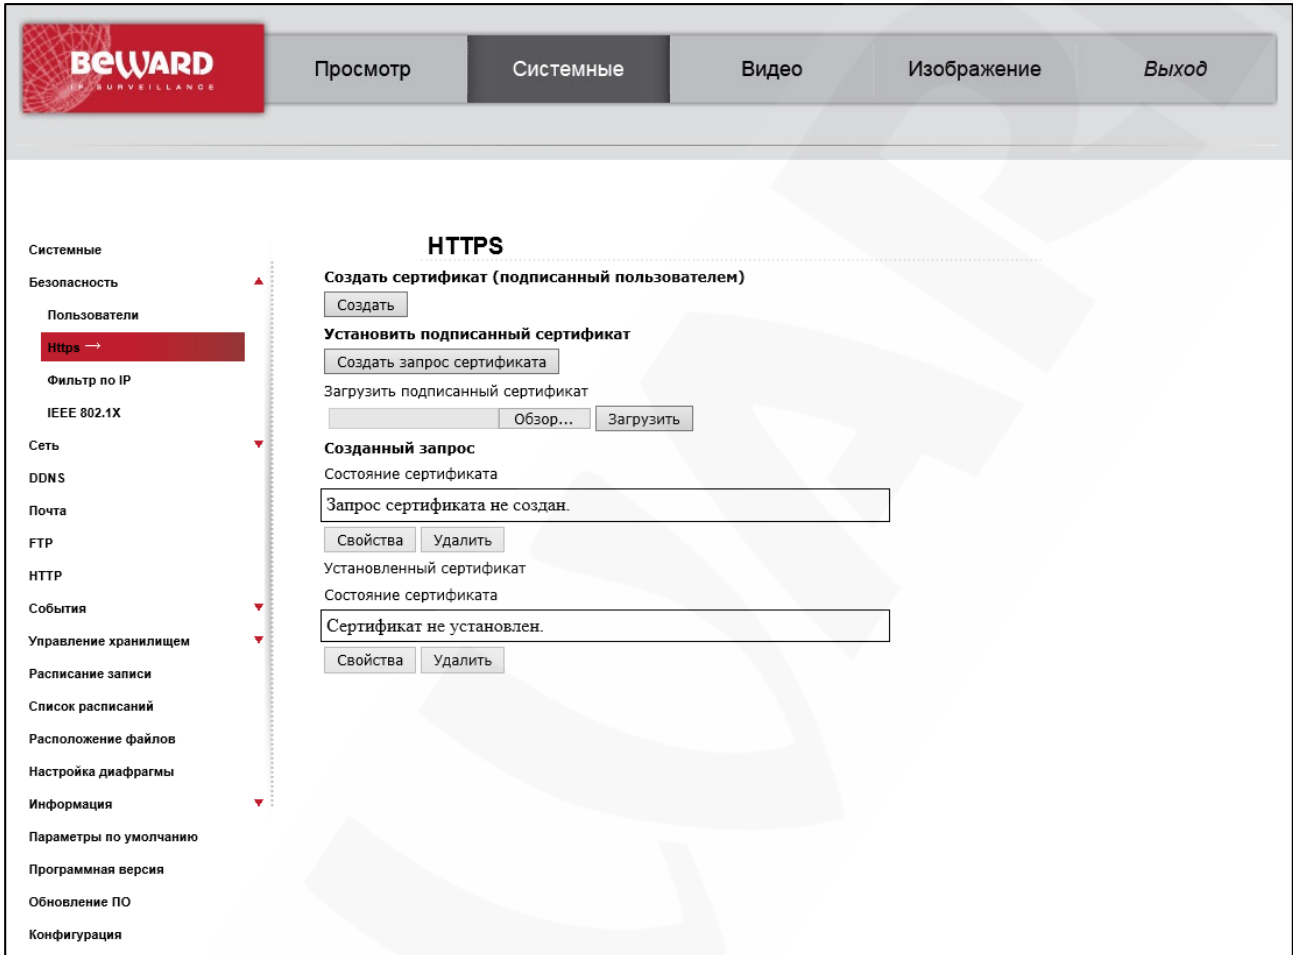 BEWARD
IP SURVEILLANCE
Просмотр
Системные
Видео
Изображение
Выход
Системные
Безопасность
Пользователи
Https →
Фильтр по IP
IEEE 802.1X
Сеть
DDNS
Почта
FTP
HTTP
События
Управление хранилищем
Расписание записи
Список расписаний
Расположение файлов
Настройка диафрагмы
Информация
Параметры по умолчанию
Программная версия
Обновление ПО
Конфигурация
HTTPS
Создать сертификат (подписанный пользователем)
Создать
Установить подписанный сертификат
Создать запрос сертификата
Загрузить подписанный сертификат
Обзор... Загрузить
Созданный запрос
Состояние сертификата
Запрос сертификата не создан.
Свойства Удалить
Установленный сертификат
Состояние сертификата
Сертификат не установлен.
Свойства Удалить